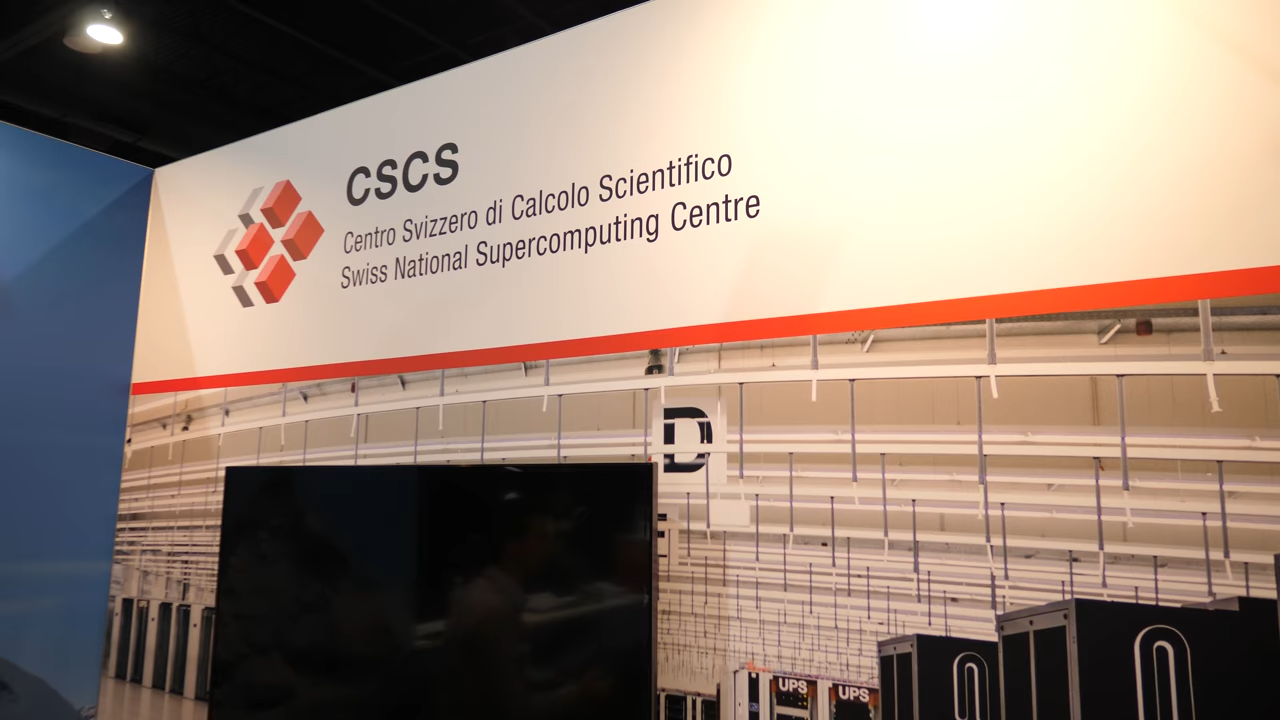 CSCS
Centro Svizzero di Calcolo Scientifico
Swiss National Supercomputing Centre
D
UPS
UPS